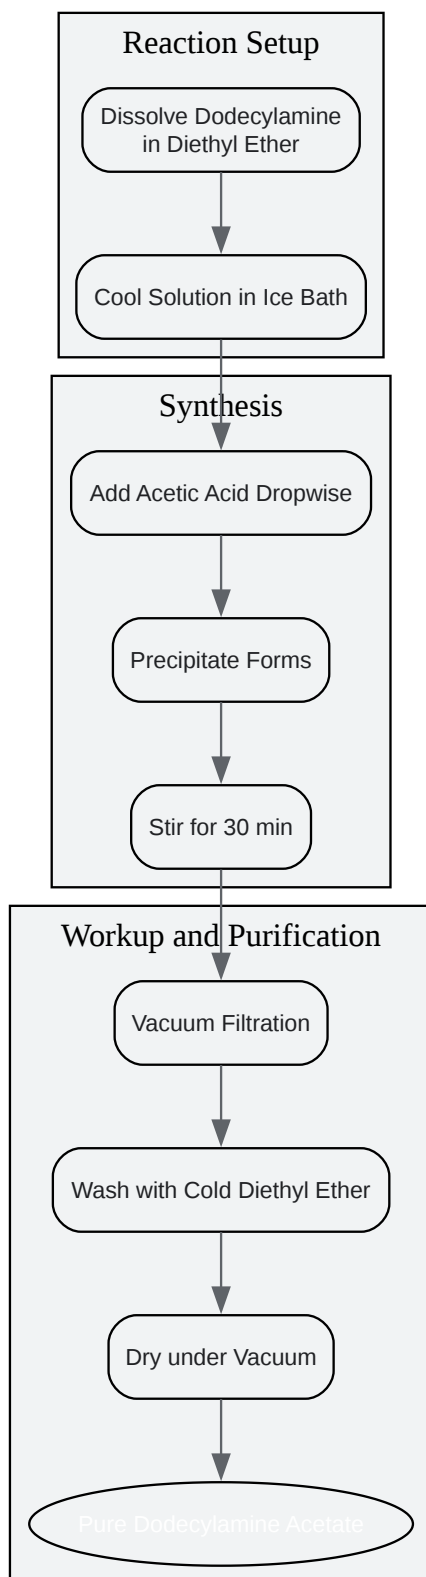 Reaction Setup
Dissolve Dodecylamine
in Diethyl Ether
Cool Solution in Ice Bath
Synthesis
Add Acetic Acid Dropwise
Precipitate Forms
Stir for 30 min
Workup and Purification
Vacuum Filtration
Wash with Cold Diethyl Ether
Dry under Vacuum
Pure Dodecylamine Acetate